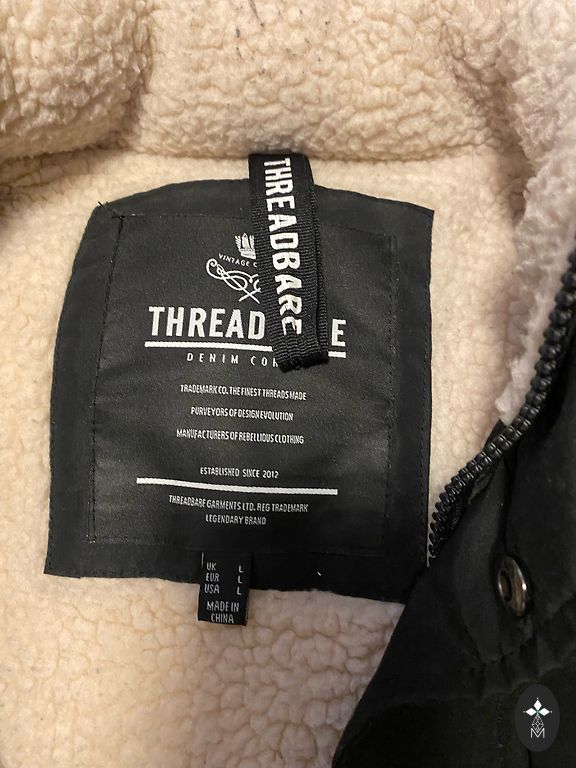 THREADBARE
VINTAGE
THREAD
E
DENIM
TRADEMARK CO. THE FINEST THREADS MADE
PURVEYORS OF DESIGN EVOLUTION
MANUFACTURERS OF REBELLIOUS CLOTHING
ESTABLISHED SINCE 2012
THREADBARE GARMENTS LTD. REG TRADEMARK
LEGENDARY BRAND
UK L
EUR L
USA L
MADE IN
CHINA
M